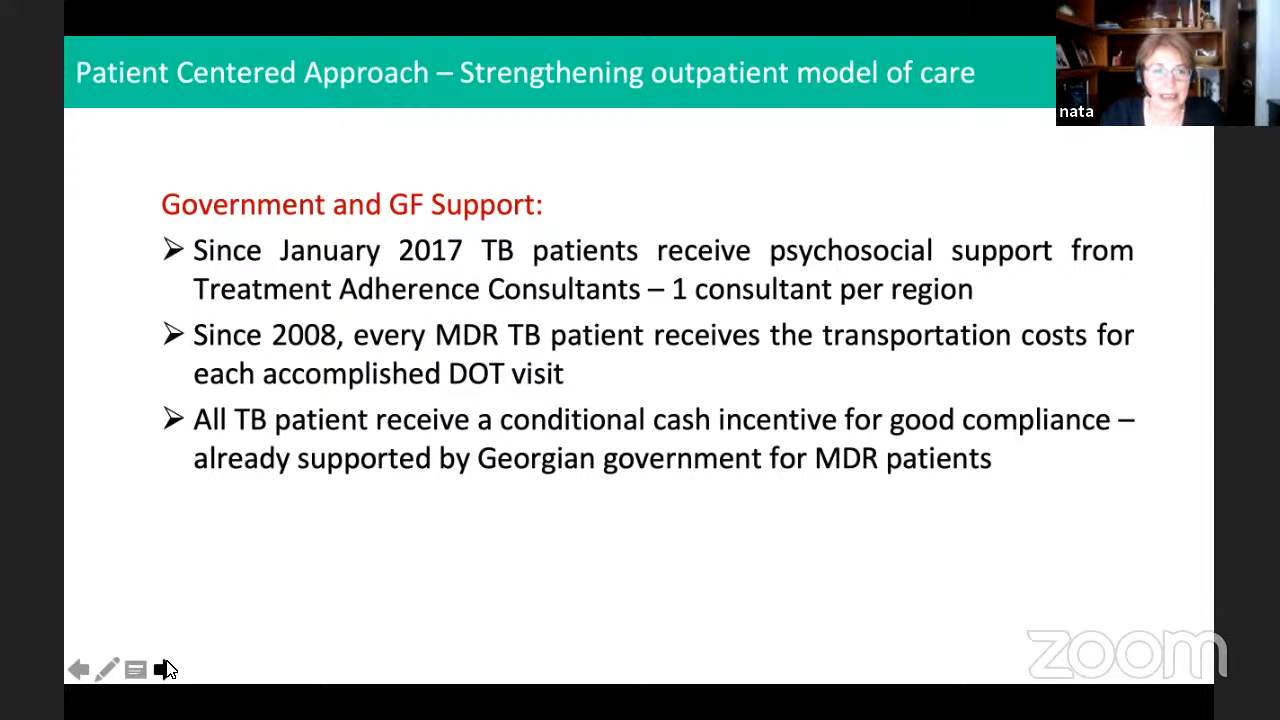 Patient Centered Approach – Strengthening outpatient model of care
nata
Government and GF Support:
➢ Since January 2017 TB patients receive psychosocial support from
Treatment Adherence Consultants – 1 consultant per region
➢ Since 2008, every MDR TB patient receives the transportation costs for
each accomplished DOT visit
➢ All TB patient receive a conditional cash incentive for good compliance –
already supported by Georgian government for MDR patients
zoom